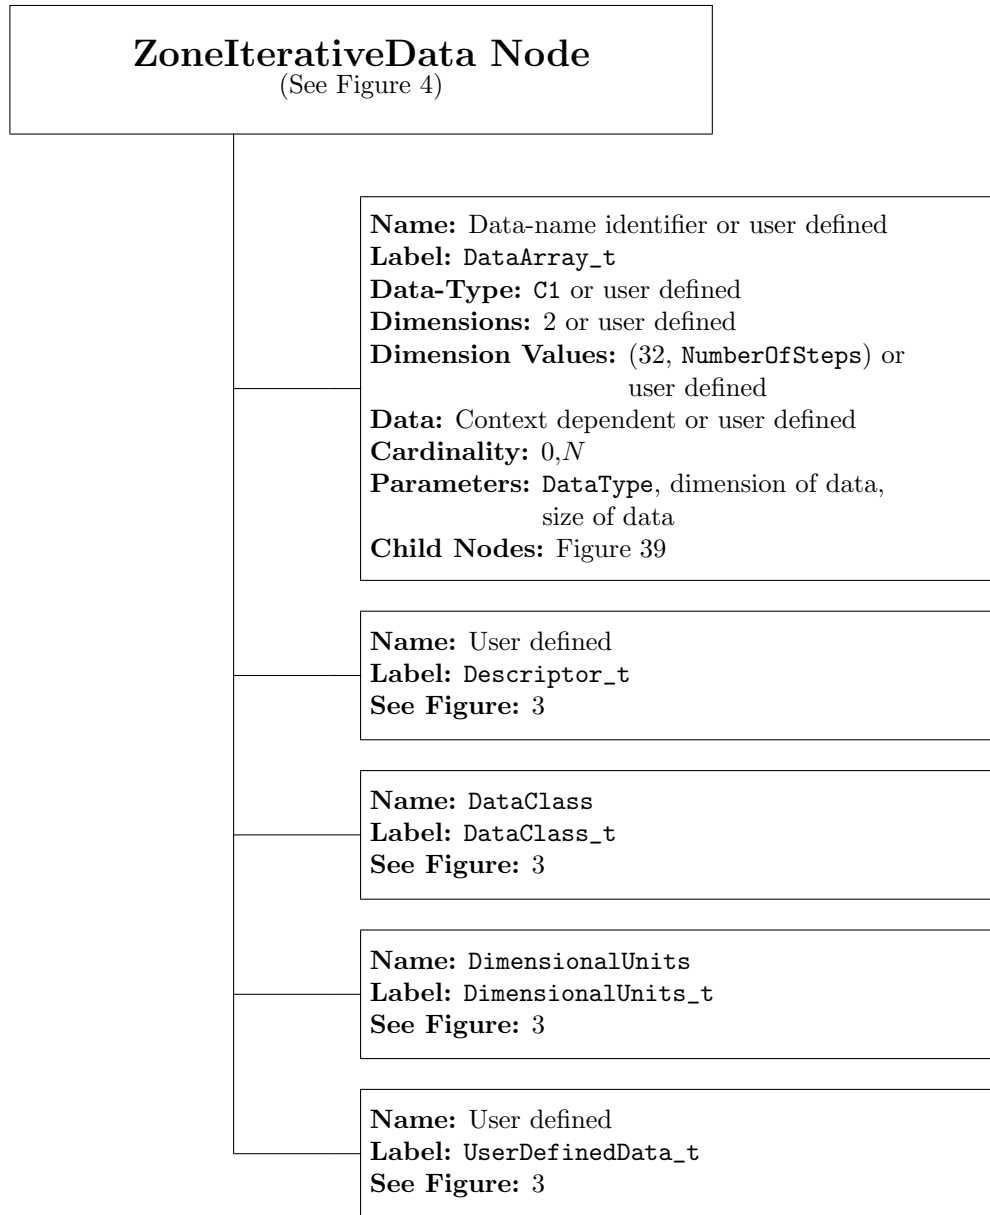 ZoneIterativeData Node
(See Figure 4)
Name: Data-name identifier or user defined
Label: DataArray_t
Data-Type: C1 or user defined
Dimensions: 2 or user defined
Dimension Values: (32, NumberOfSteps) or
user defined
Data: Context dependent or user defined
Cardinality: 0,N
Parameters: DataType, dimension of data,
size of data
Child Nodes: Figure 39
Name: User defined
Label: Descriptor_t
See Figure: 3
Name: DataClass
Label: DataClass_t
See Figure: 3
Name: DimensionalUnits
Label: DimensionalUnits_t
See Figure: 3
Name: User defined
Label: UserDefinedData_t
See Figure: 3